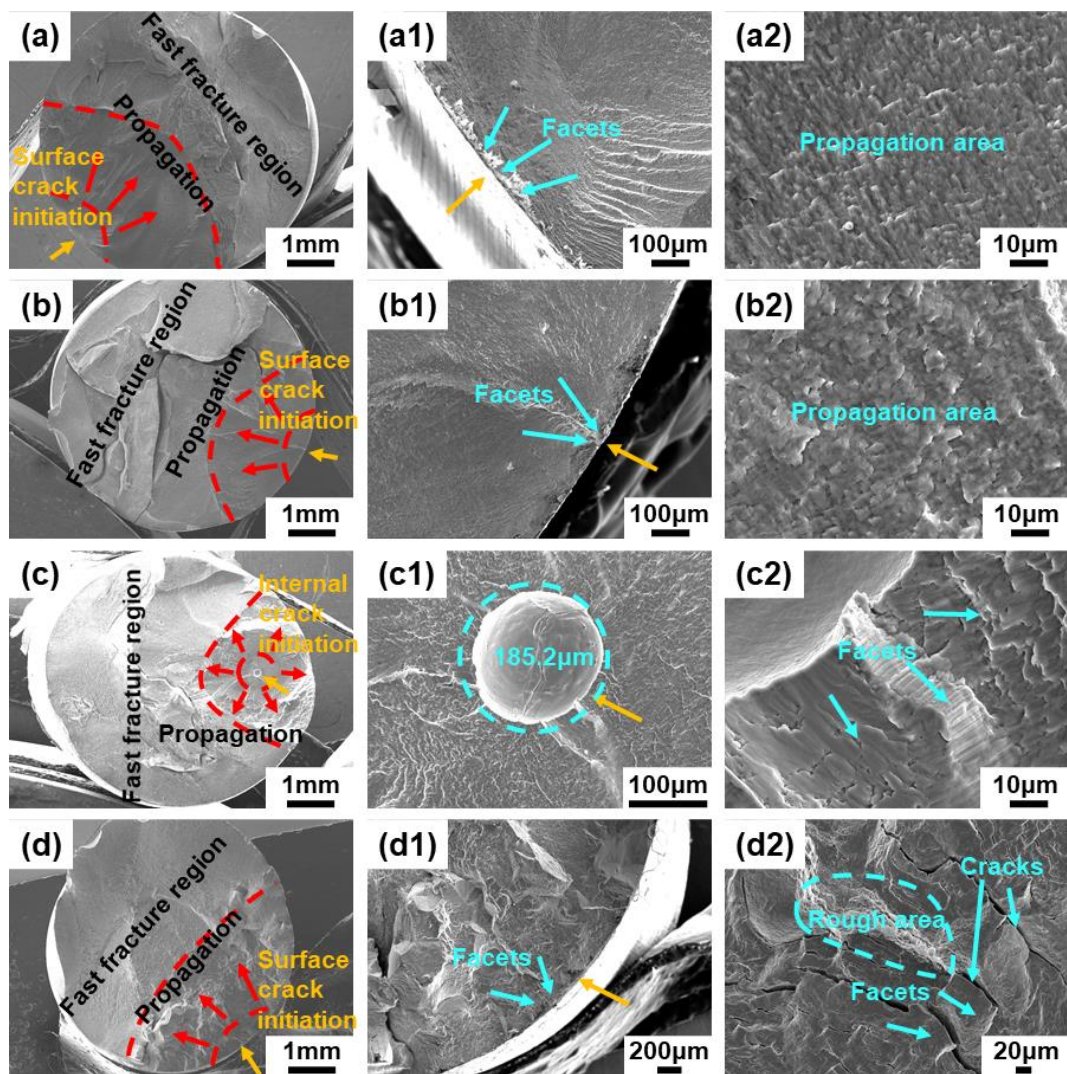 (a)
Fast fracture region
Propagation
Surface
crack
initiation
1mm
(a1)
Facets
100μm
(a2)
Propagation area
10μm
(b)
Fast fracture region
Propagation
Surface
crack
initiation
1mm
(b1)
Facets
100μm
(b2)
Propagation area
10μm
(c)
Fast fracture region
Internal
crack
initiation
Propagation
1mm
(c1)
185.2μm
100μm
(c2)
Facets
10μm
(d)
Fast fracture region
Propagation
Surface
crack
initiation
1mm
(d1)
Facets
200μm
(d2)
Cracks
Rough area
Facets
20μm